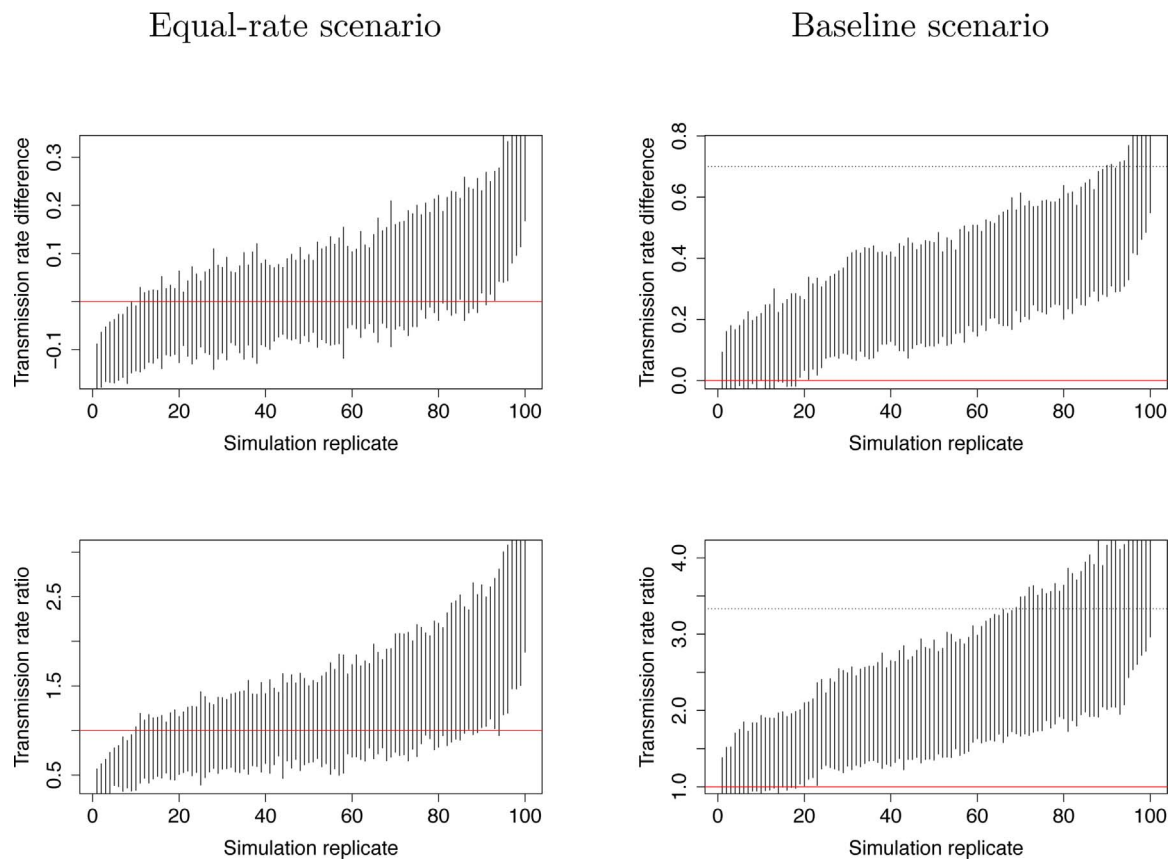 Equal-rate scenario
Baseline scenario
Transmission rate difference
0.3
0.2
0.1
−0.1
0 20 40 60 80 100
Simulation replicate
Transmission rate difference
0.8
0.6
0.4
0.2
0.0
0 20 40 60 80 100
Simulation replicate
Transmission rate ratio
2.5
1.5
0.5
0 20 40 60 80 100
Simulation replicate
Transmission rate ratio
4.0
3.0
2.0
1.0
0 20 40 60 80 100
Simulation replicate